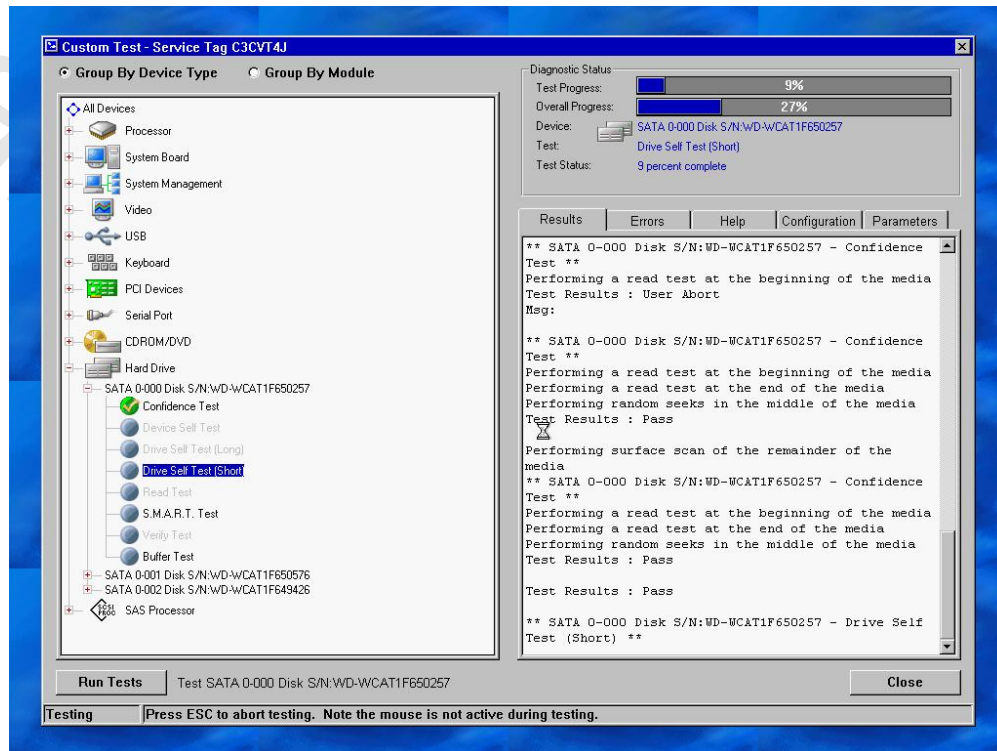 Custom Test - Service Tag C3CVT4J
Group By Device Type Group By Module
All Devices
Processor
System Board
System Management
Video
USB
Keyboard
PCI Devices
Serial Port
CDROM/DVD
Hard Drive
SATA 0-000 Disk S/N:WD-WCAT1F650257
Confidence Test
Device Self Test
Drive Self Test (Long)
Drive Self Test (Short)
Read Test
S.M.A.R.T. Test
Verify Test
Buffer Test
SATA 0-001 Disk S/N:WD-WCAT1F650576
SATA 0-002 Disk S/N:WD-WCAT1F649426
SCSI PROC SAS Processor
Diagnostic Status
Test Progress: 9%
Overall Progress: 27%
Device: SATA 0-000 Disk S/N:WD-WCAT1F650257
Test: Drive Self Test (Short)
Test Status: 9 percent complete
Results Errors Help Configuration Parameters
** SATA 0-000 Disk S/N:WD-WCAT1F650257 - Confidence
Test **
Performing a read test at the beginning of the media
Test Results : User Abort
Msg:
** SATA 0-000 Disk S/N:WD-WCAT1F650257 - Confidence
Test **
Performing a read test at the beginning of the media
Performing a read test at the end of the media
Performing random seeks in the middle of the media
Test Results : Pass
Performing surface scan of the remainder of the
media
** SATA 0-000 Disk S/N:WD-WCAT1F650257 - Confidence
Test **
Performing a read test at the beginning of the media
Performing a read test at the end of the media
Performing random seeks in the middle of the media
Test Results : Pass
Test Results : Pass
** SATA 0-000 Disk S/N:WD-WCAT1F650257 - Drive Self
Test (Short) **
Run Tests Test SATA 0-000 Disk S/N:WD-WCAT1F650257 Close
Testing Press ESC to abort testing. Note the mouse is not active during testing.